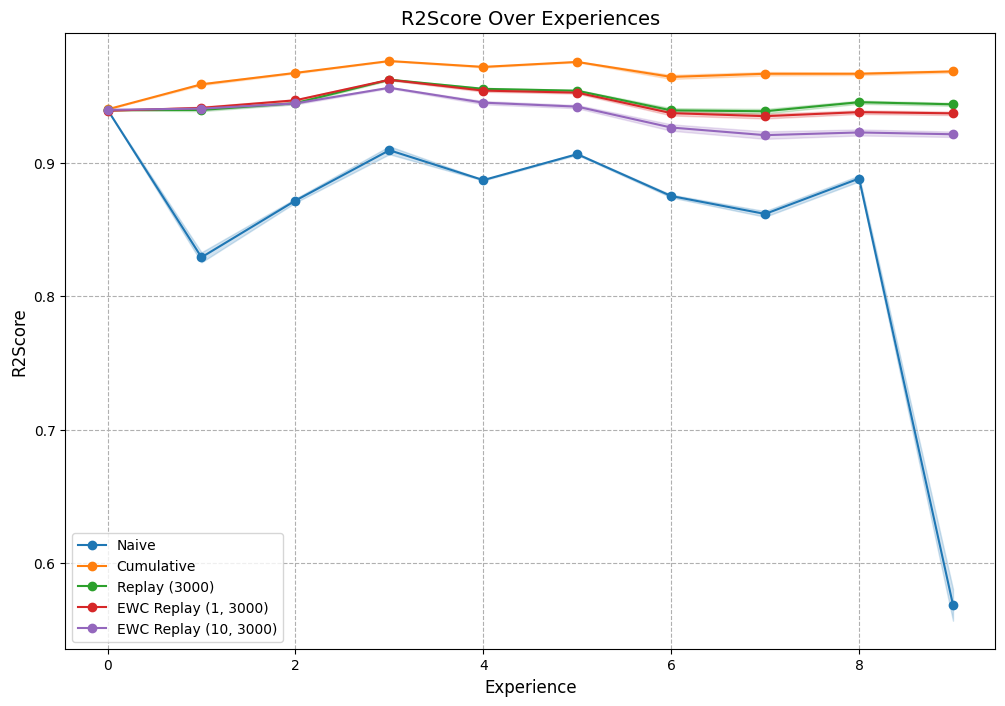 R2Score Over Experiences
R2Score
0.9
0.8
0.7
0.6
Naive
Cumulative
Replay (3000)
EWC Replay (1, 3000)
EWC Replay (10, 3000)
0 2 4 6 8
Experience